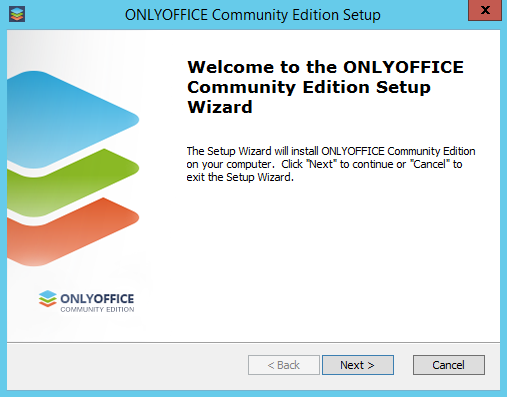 ONLYOFFICE Community Edition Setup
x
Welcome to the ONLYOFFICE
Community Edition Setup
Wizard
The Setup Wizard will install ONLYOFFICE Community Edition
on your computer. Click "Next" to continue or "Cancel" to
exit the Setup Wizard.
ONLYOFFICE
COMMUNITY EDITION
< Back
Next >
Cancel